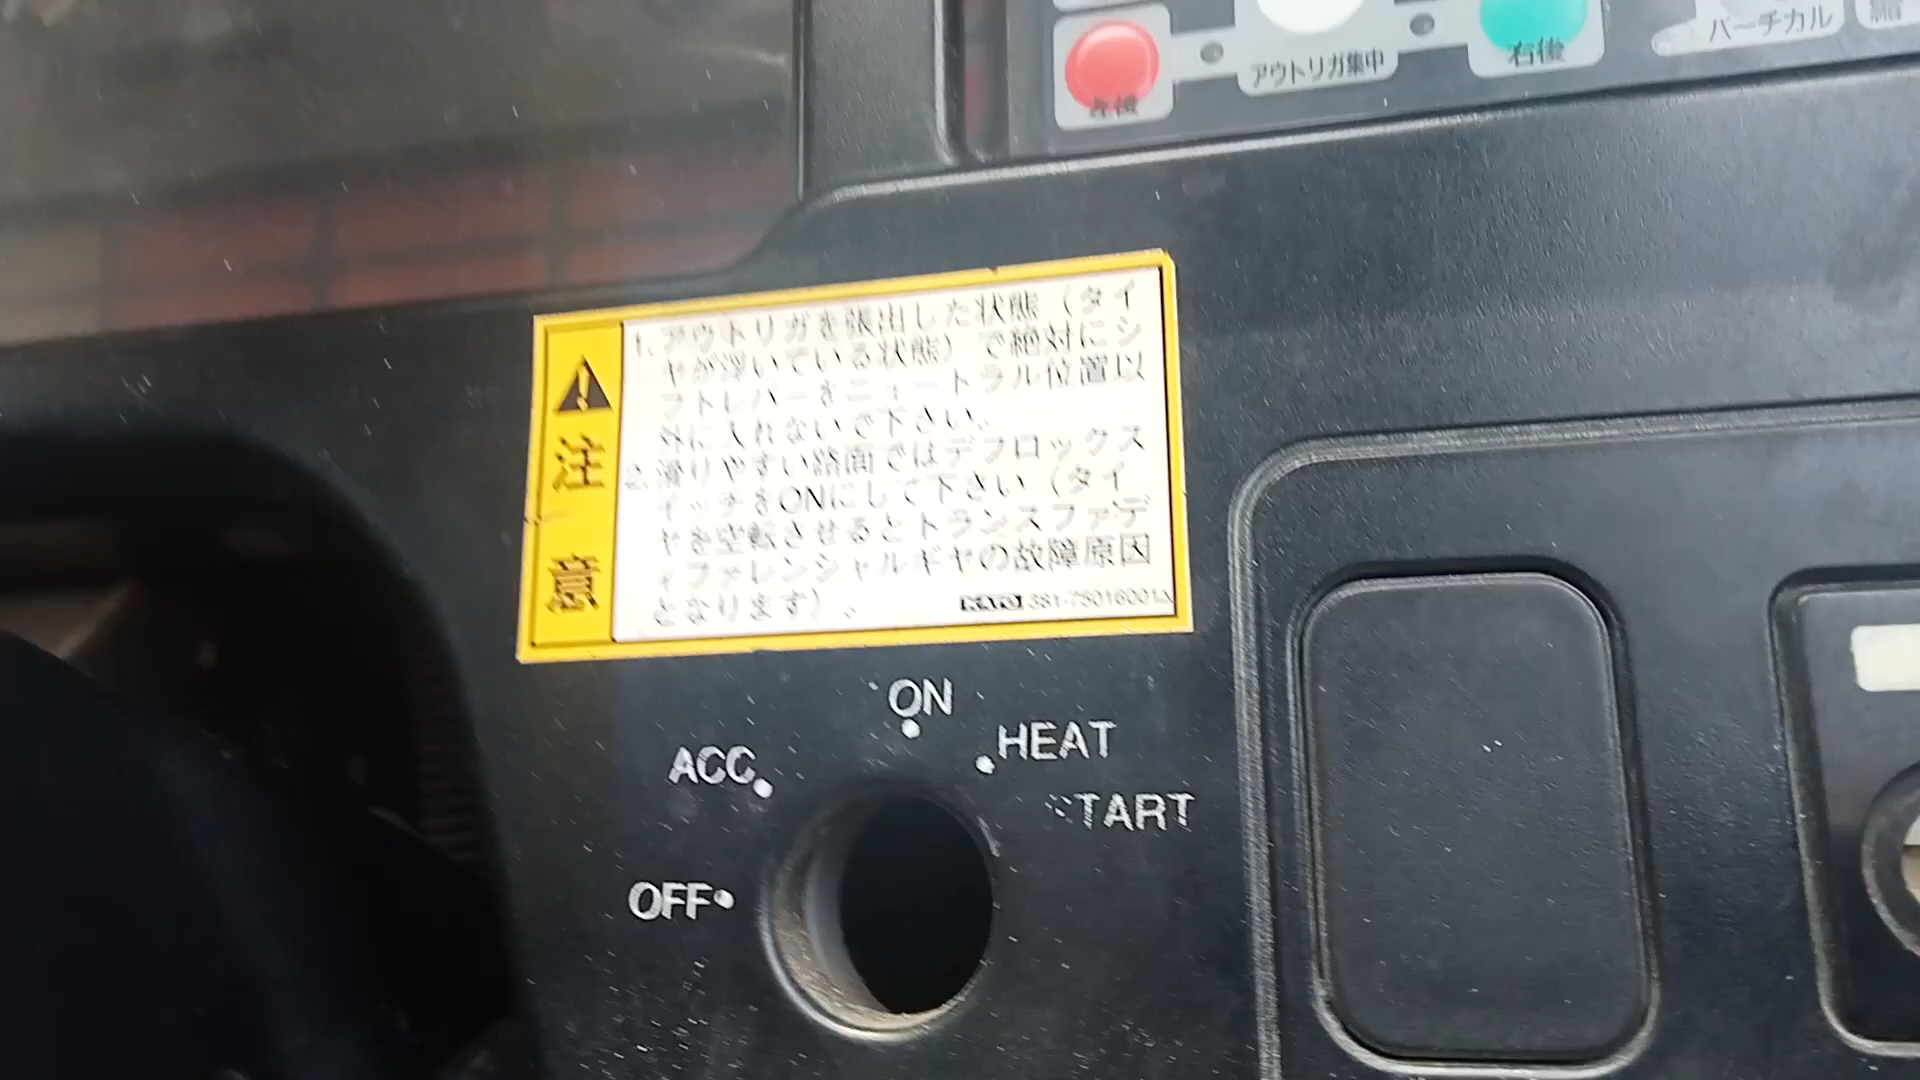 左後
アウトリガ集中
右後
バーチカル
縮
注意
1. アウトリガを張出した状態（タイ
ヤが浮いている状態）で絶対にシ
フトレバーをニュートラル位置以
外に入れないで下さい。
2. 滑りやすい路面ではデフロックス
イッチをONにして下さい（タイ
ヤを空転させるとトランスファデ
ィファレンシャルギヤの故障原因
となります）。
KATO 381-75016001
ON
HEAT
ACC
START
OFF